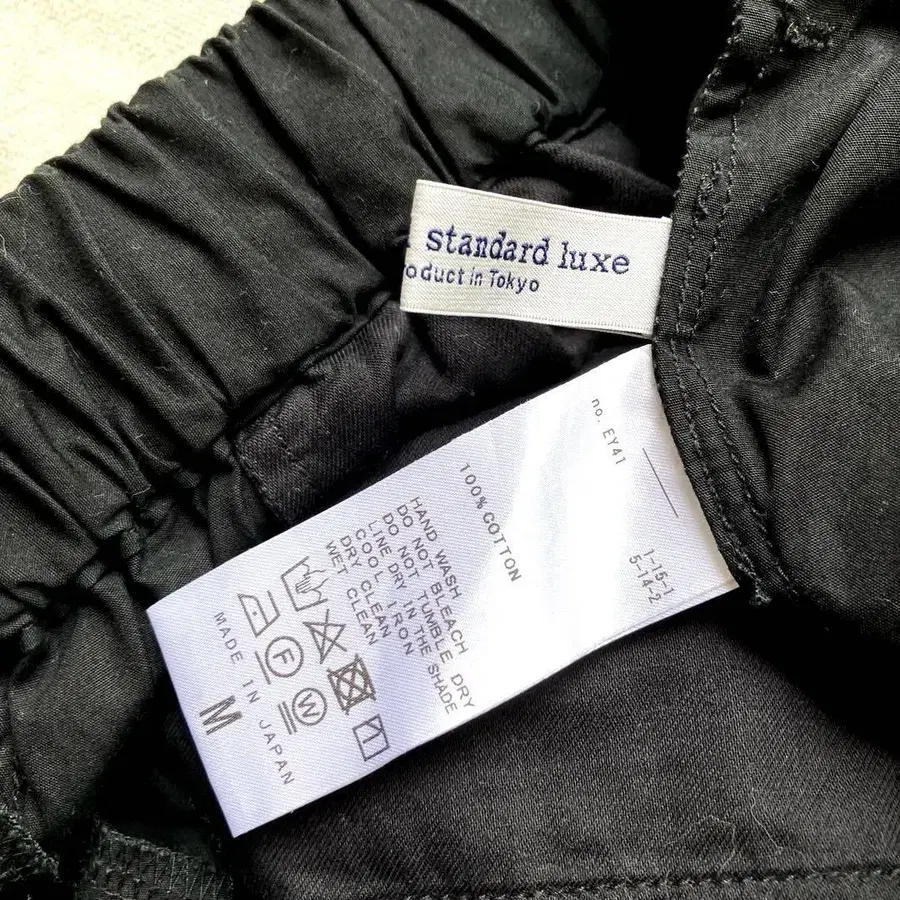 standard luxe
oduct in Tokyo
no. EY41
1-15-1
5-14-2
100% COTTON
HAND WASH
DO NOT BLEACH
DO NOT TUMBLE DRY
LINE DRY IN THE SHADE
COOL IRON
DRY CLEAN
WET CLEAN
F
W
MADE IN JAPAN
M